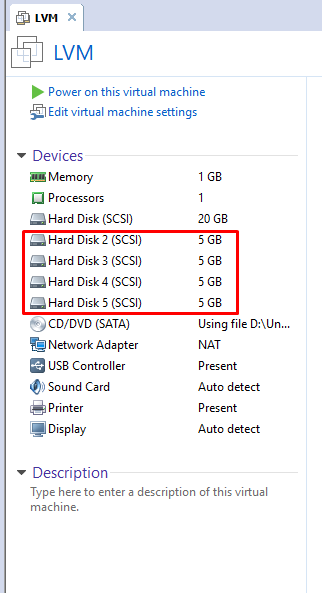 LVM
LVM
Power on this virtual machine
Edit virtual machine settings
Devices
Memory 1 GB
Processors 1
Hard Disk (SCSI) 20 GB
Hard Disk 2 (SCSI) 5 GB
Hard Disk 3 (SCSI) 5 GB
Hard Disk 4 (SCSI) 5 GB
Hard Disk 5 (SCSI) 5 GB
CD/DVD (SATA) Using file D:\Un...
Network Adapter NAT
USB Controller Present
Sound Card Auto detect
Printer Present
Display Auto detect
Description
Type here to enter a description of this virtual
machine.